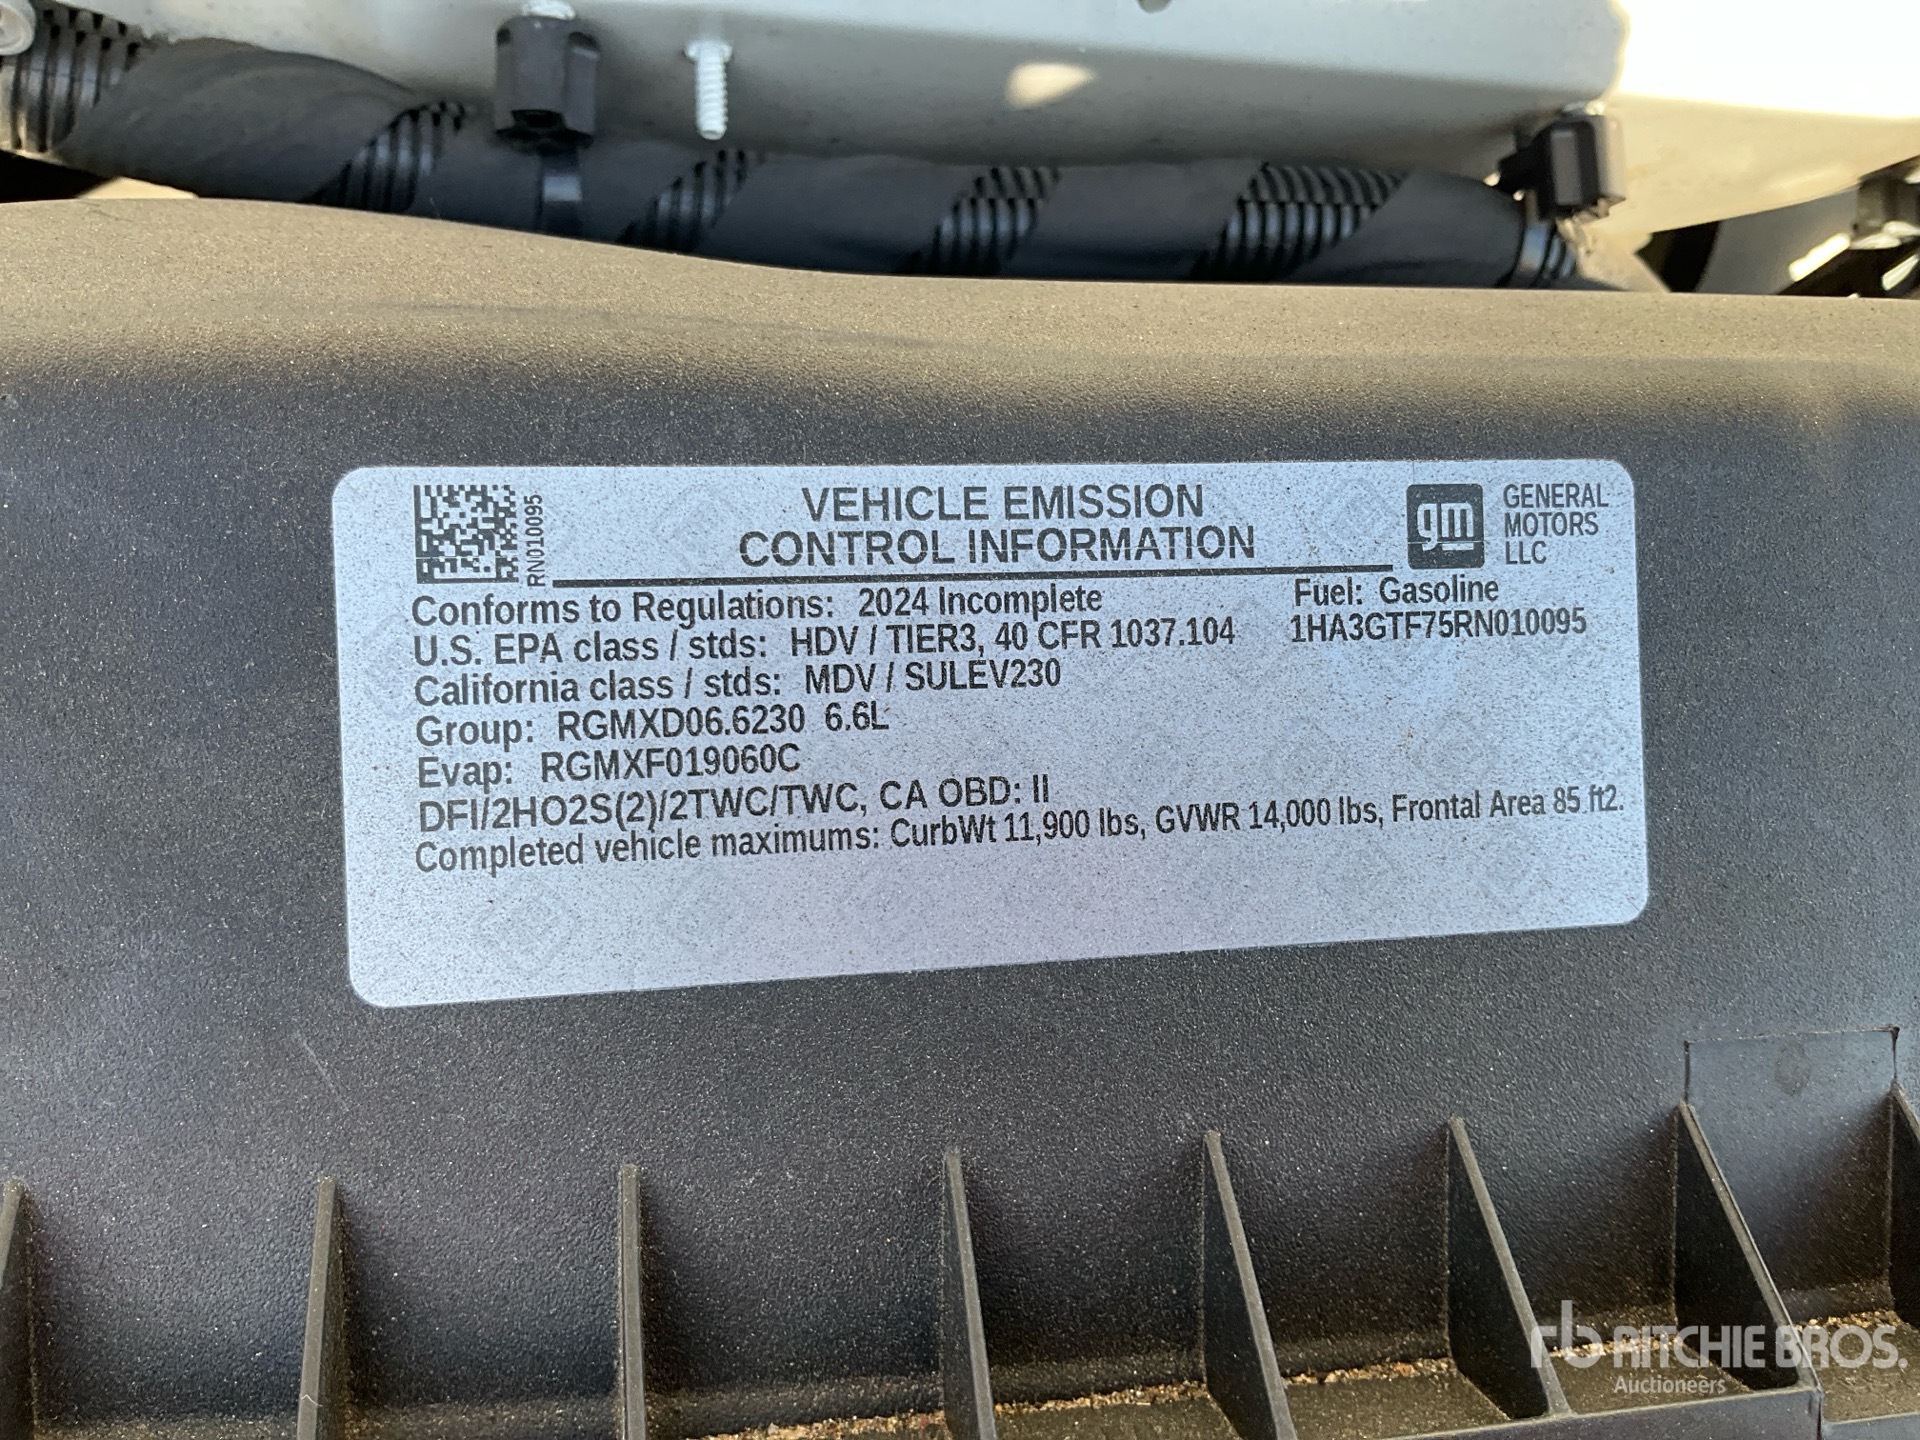 RN010095
VEHICLE EMISSION
CONTROL INFORMATION
gm
GENERAL
MOTORS
LLC
Conforms to Regulations: 2024 Incomplete Fuel: Gasoline
U.S. EPA class / stds: HDV / TIER3, 40 CFR 1037.104 1HA3GTF75RN010095
California class / stds: MDV / SULEV230
Group: RGMXD06.6230 6.6L
Evap: RGMXF019060C
DFI/2HO2S(2)/2TWC/TWC, CA OBD: II
Completed vehicle maximums: CurbWt 11,900 lbs, GVWR 14,000 lbs, Frontal Area 85 ft2.
rb RITCHIE BROS.
Auctioneers